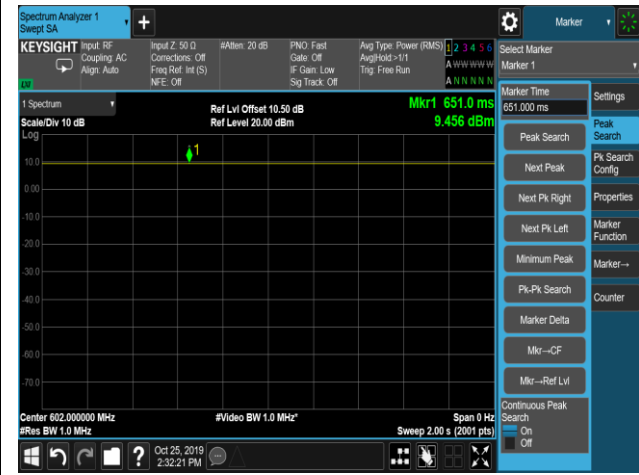 Spectrum Analyzer 1
Swept SA
+
Marker
KEYSIGHT
Input: RF
Coupling: AC
Align: Auto
Input Z: 50 Ω
Corrections: Off
Freq Ref: Int (S)
NFE: Off
#Atten: 20 dB
PNO: Fast
Gate: Off
IF Gain: Low
Sig Track: Off
Avg Type: Power (RMS)
Avg|Hold:>1/1
Trig: Free Run
1 2 3 4 5 6
A W W W W W
A N N N N N
Select Marker
Marker 1
1 Spectrum
Scale/Div 10 dB
Log
Ref Lvl Offset 10.50 dB
Ref Level 20.00 dBm
Mkr1 651.0 ms
9.456 dBm
1
10.0
0.00
-10.0
-20.0
-30.0
-40.0
-50.0
-60.0
-70.0
Center 602.000000 MHz
#Res BW 1.0 MHz
#Video BW 1.0 MHz*
Span 0 Hz
Sweep 2.00 s (2001 pts)
Marker Time
651.000 ms
Peak Search
Next Peak
Next Pk Right
Next Pk Left
Minimum Peak
Pk-Pk Search
Marker Delta
Mkr→CF
Mkr→Ref Lvl
Continuous Peak
Search
On
Off
Settings
Peak
Search
Pk Search
Config
Properties
Marker
Function
Marker→
Counter
?
Oct 25, 2019
2:32:21 PM